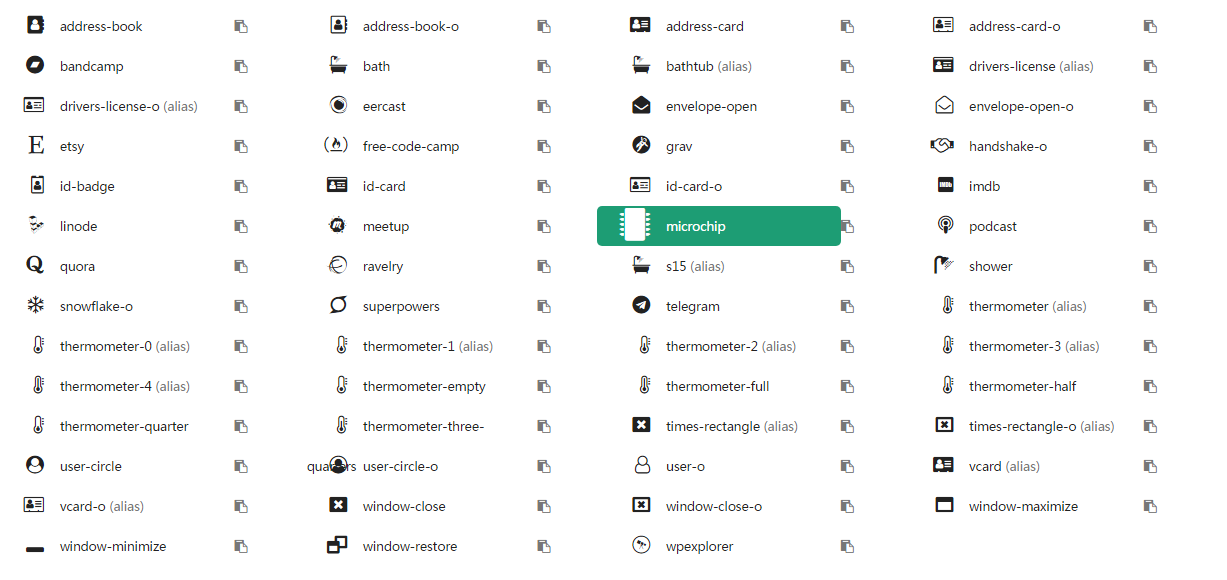 address-book
address-book-o
address-card
address-card-o
bandcamp
bath
bathtub (alias)
drivers-license (alias)
drivers-license-o (alias)
eercast
envelope-open
envelope-open-o
etsy
free-code-camp
grav
handshake-o
id-badge
id-card
id-card-o
imdb
linode
meetup
microchip
podcast
quora
ravelry
s15 (alias)
shower
snowflake-o
superpowers
telegram
thermometer (alias)
thermometer-0 (alias)
thermometer-1 (alias)
thermometer-2 (alias)
thermometer-3 (alias)
thermometer-4 (alias)
thermometer-empty
thermometer-full
thermometer-half
thermometer-quarter
thermometer-three-
quarters
times-rectangle (alias)
times-rectangle-o (alias)
user-circle
user-circle-o
user-o
vcard (alias)
vcard-o (alias)
window-close
window-close-o
window-maximize
window-minimize
window-restore
wpexplorer